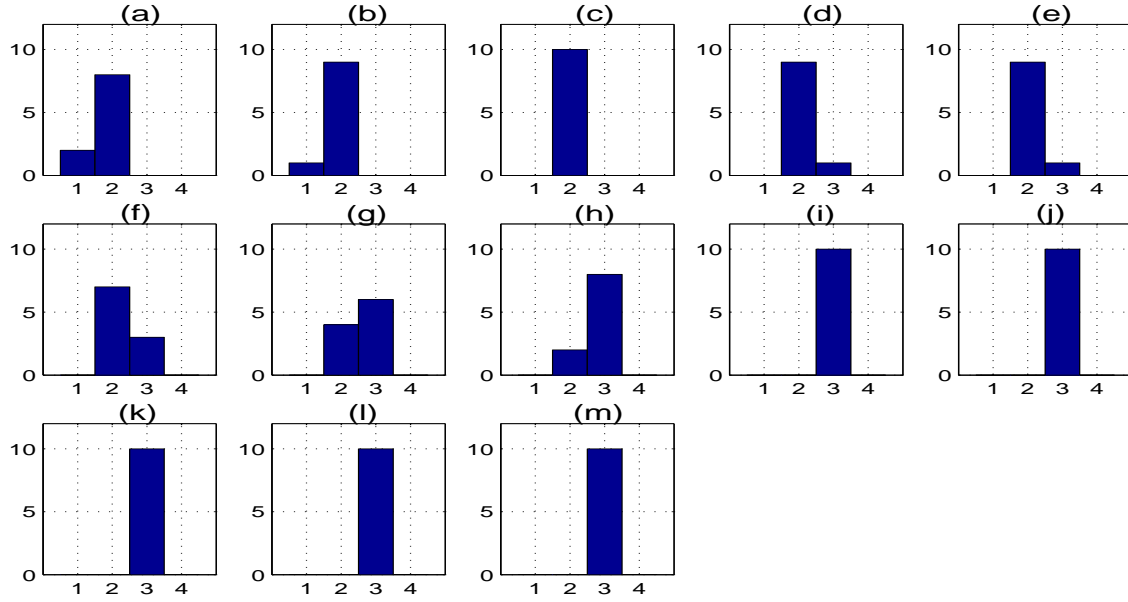 (a) (b) (c) (d) (e)
10 10 10 10 10
5 5 5 5 5
0 0 0 0 0
1 2 3 4 1 2 3 4 1 2 3 4 1 2 3 4 1 2 3 4
(f) (g) (h) (i) (j)
10 10 10 10 10
5 5 5 5 5
0 0 0 0 0
1 2 3 4 1 2 3 4 1 2 3 4 1 2 3 4 1 2 3 4
(k) (l) (m)
10 10 10
5 5 5
0 0 0
1 2 3 4 1 2 3 4 1 2 3 4